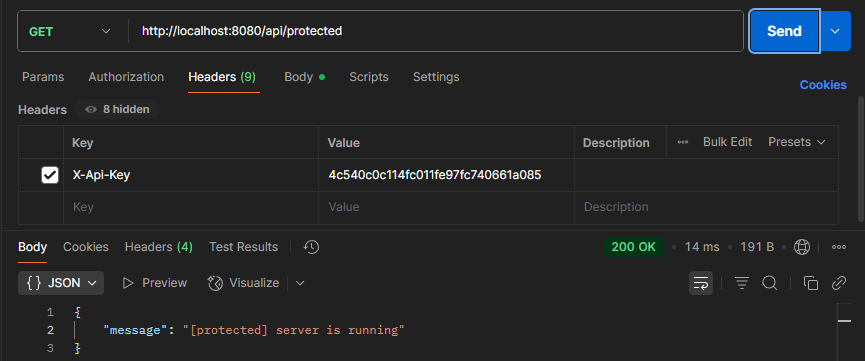 GET http://localhost:8080/api/protected Send
Params Authorization Headers (9) Body Scripts Settings Cookies
Headers 8 hidden
Key Value Description Bulk Edit Presets
X-Api-Key 4c540c0c114fc011fe97fc740661a085
Key Value Description
Body Cookies Headers (4) Test Results 200 OK 14 ms 191 B
{} JSON Preview Visualize
1 {
2 "message": "[protected] server is running"
3 }